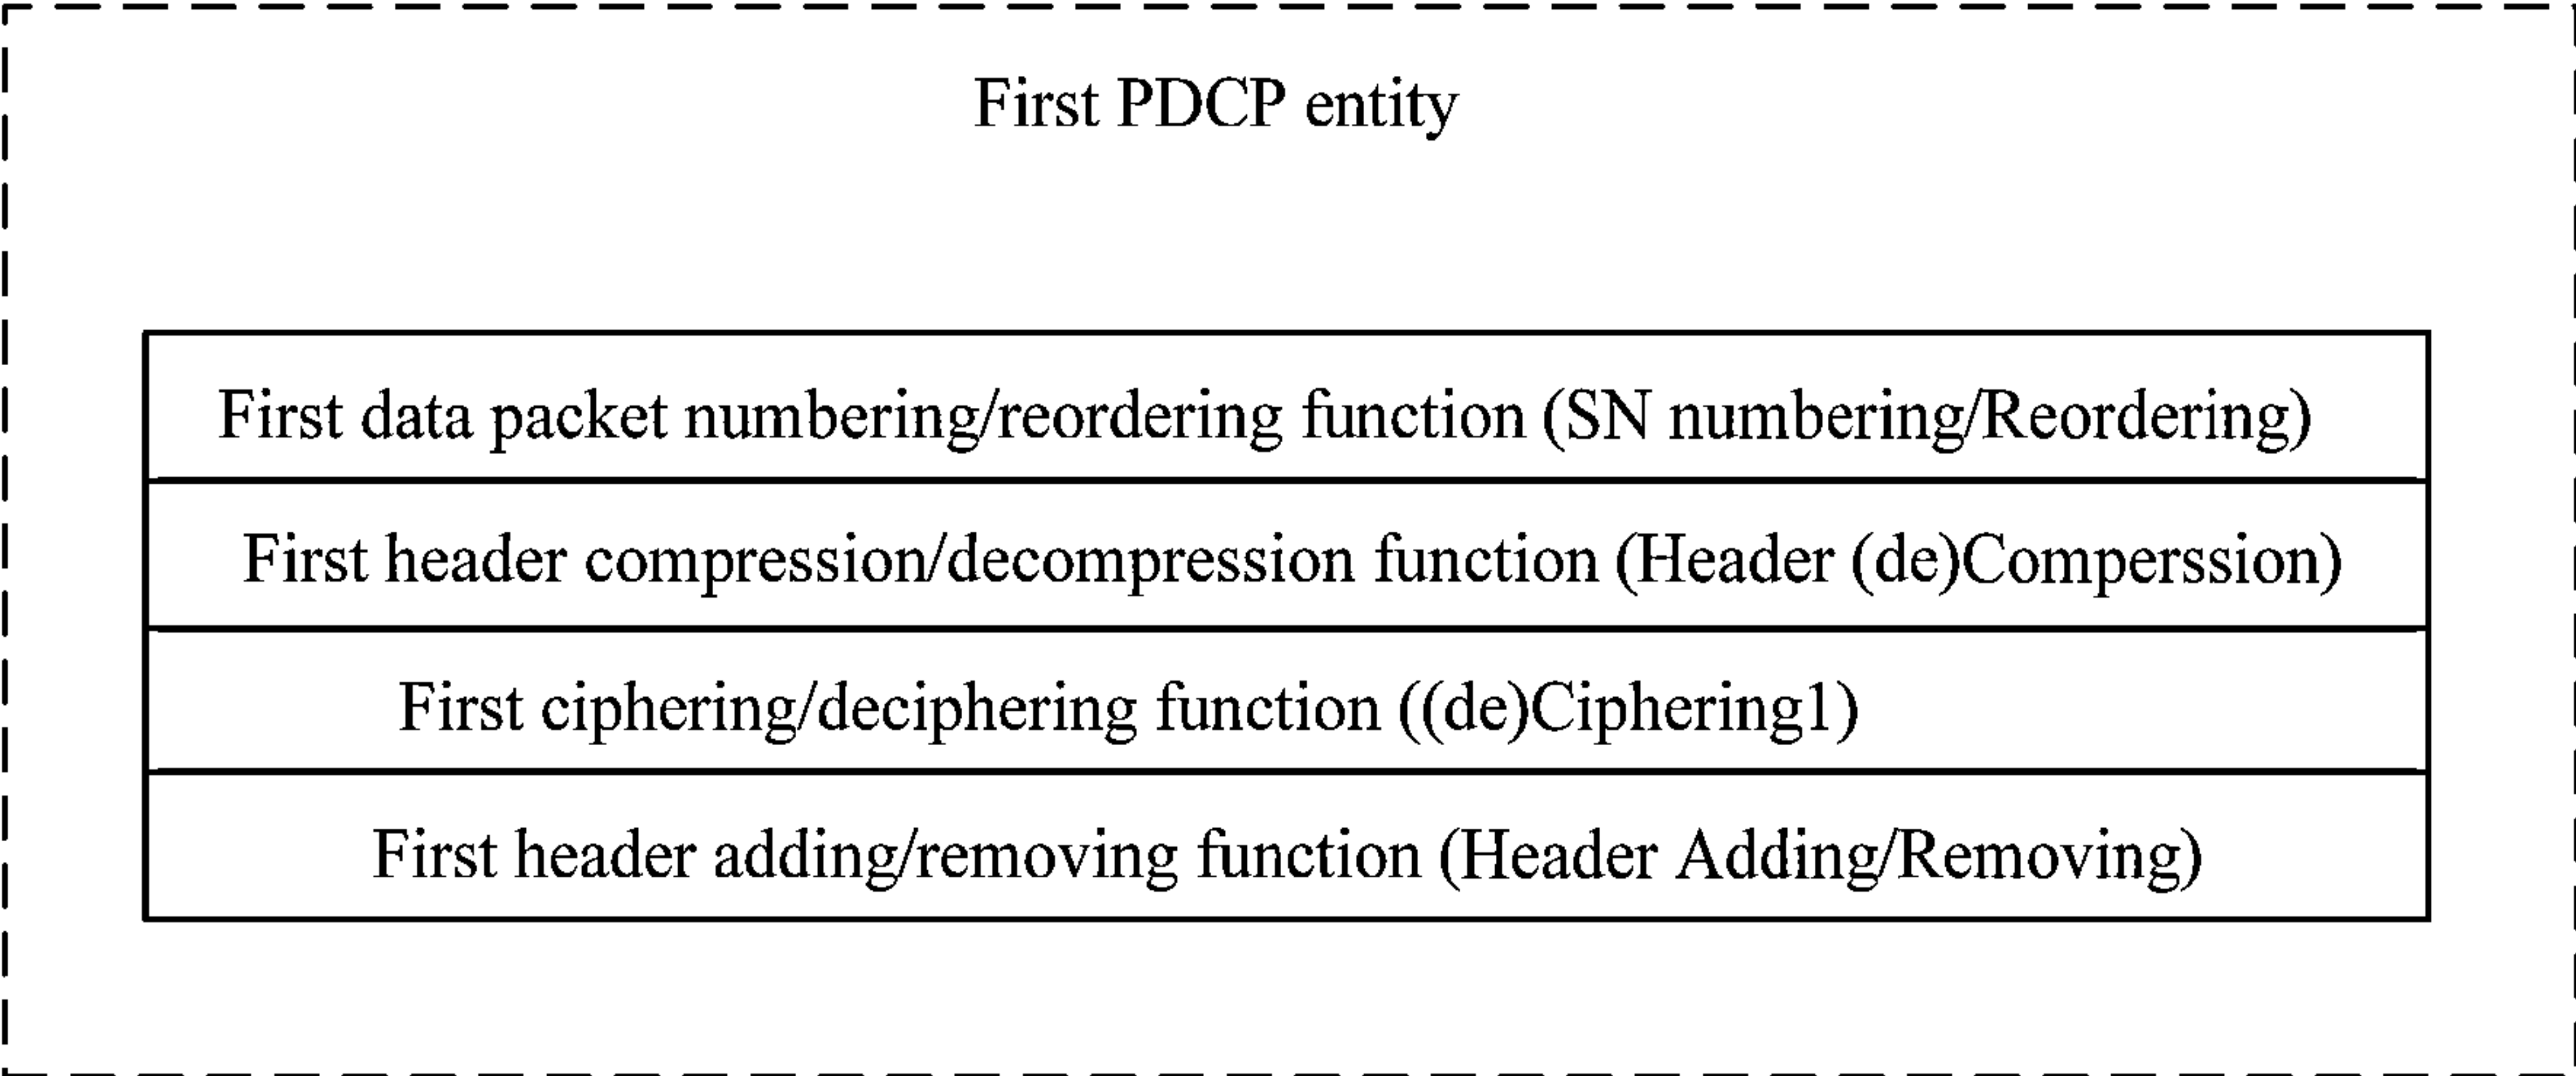 First PDCP entity
First data packet numbering/reordering function (SN numbering/Reordering)
First header compression/decompression function (Header (de)Comperssion)
First ciphering/deciphering function ((de)Ciphering1)
First header adding/removing function (Header Adding/Removing)